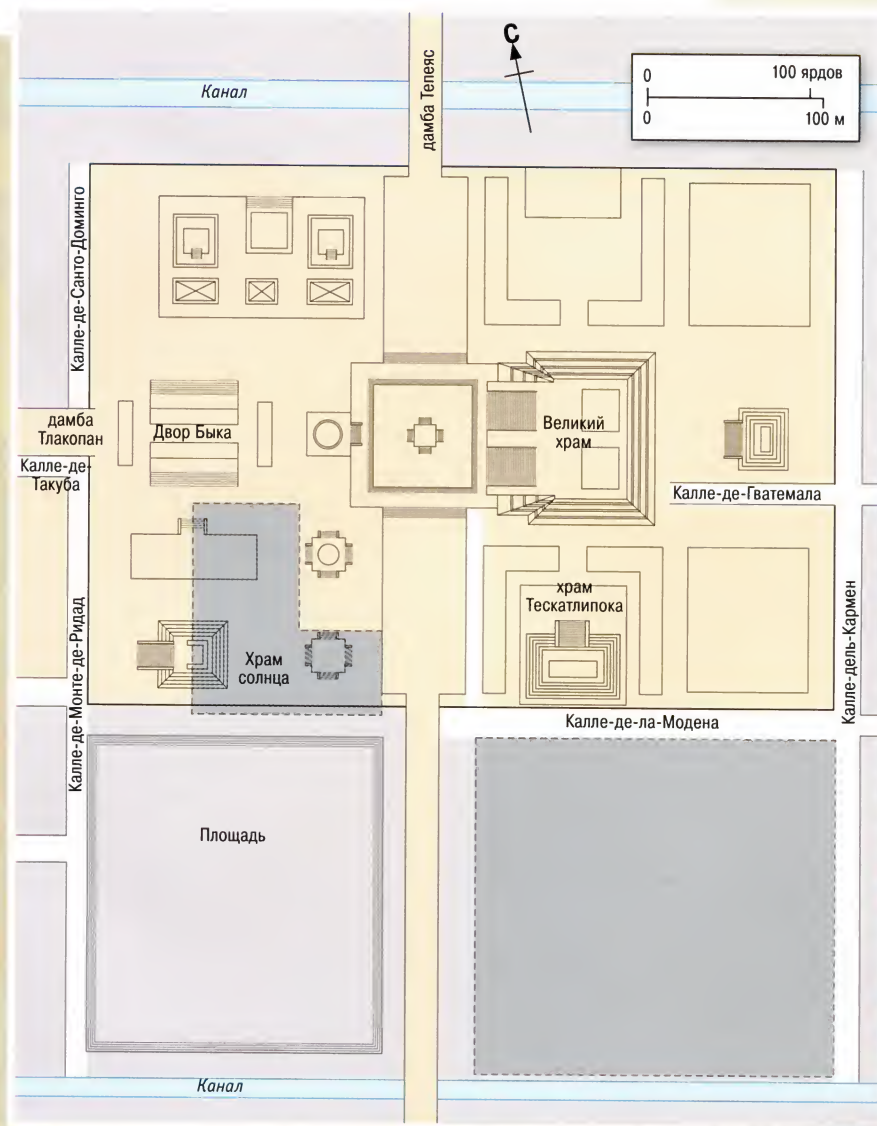 С
0 100 ярдов
0 100 м
Канал
дамба Тепеяс
Калле-де-Санто-Доминго
дамба
Тлакопан
Калле-де-
Такуба
Двор Быка
Великий
храм
Калле-де-Гватемала
храм
Тескатлипока
Храм
солнца
Калле-де-Монте-де-Ридад
Калле-дель-Кармен
Калле-де-ла-Модена
Площадь
Канал